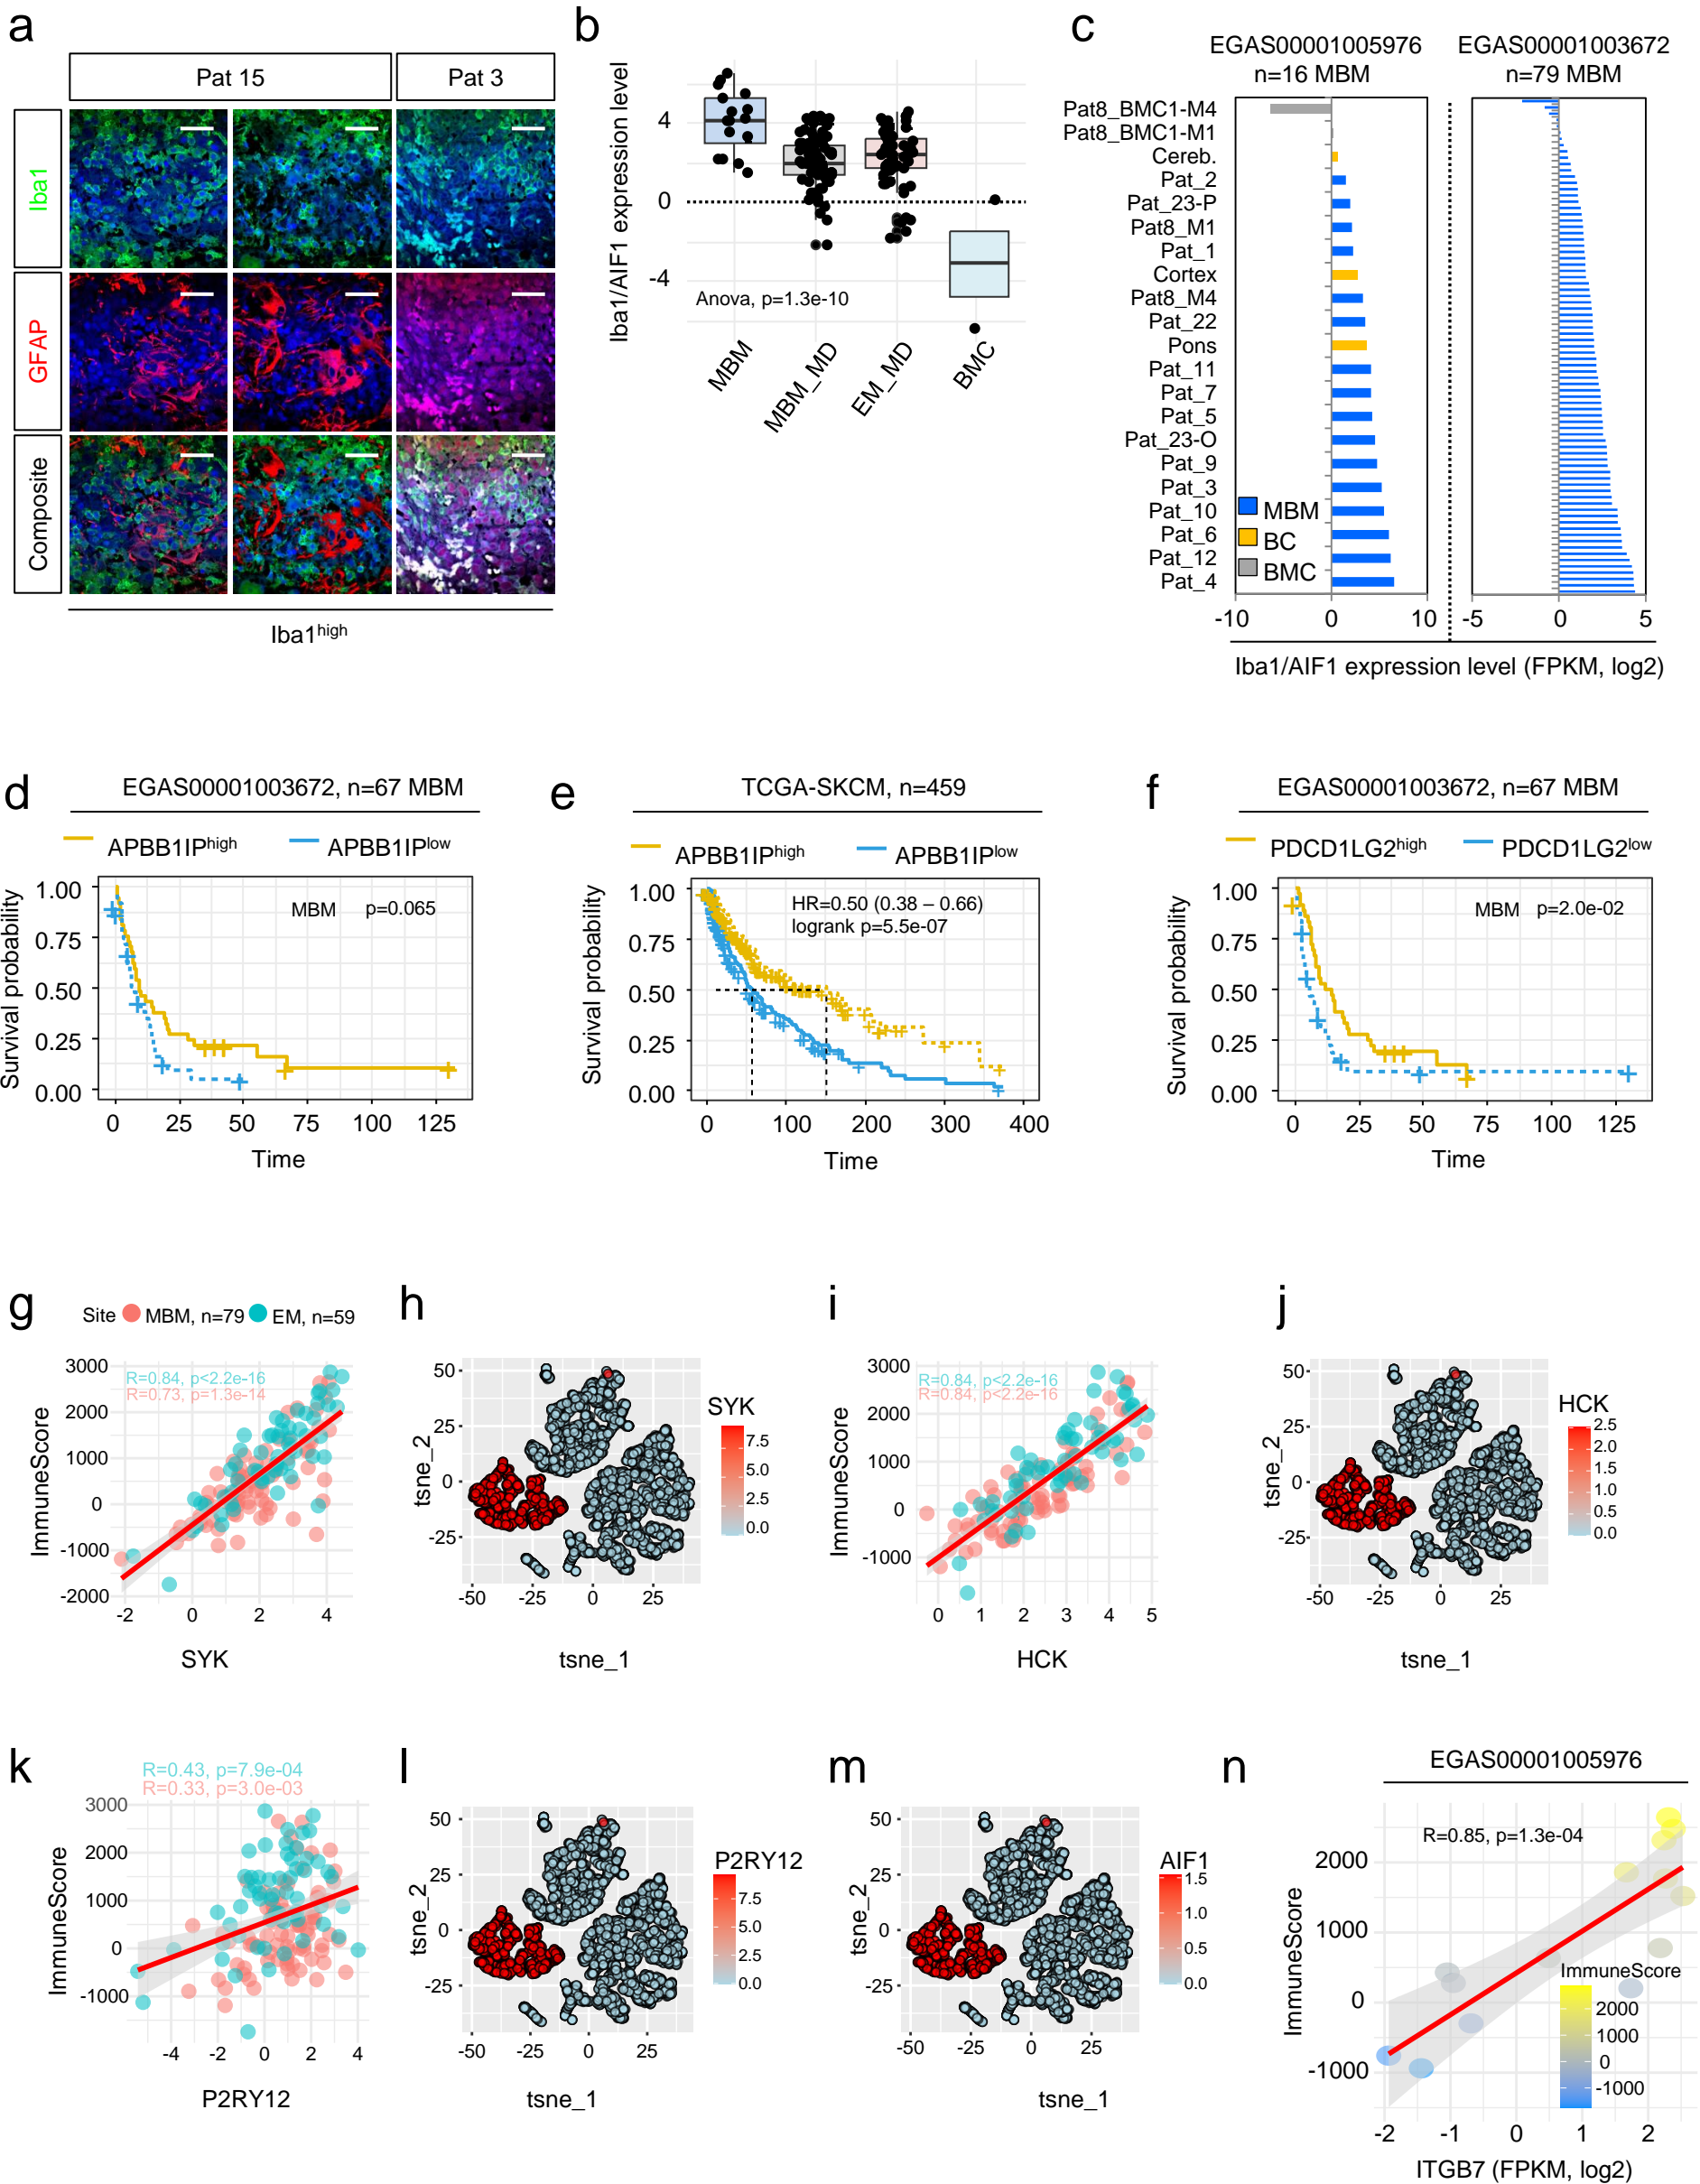 a
Pat 15
Pat 3
Iba1
GFAP
Composite
Iba1high
b
Iba1/AIF1 expression level
4
0
-4
Anova, p=1.3e-10
MBM
MBM_MD
EM_MD
BMC
c
EGAS00001005976
n=16 MBM
EGAS00001003672
n=79 MBM
Pat8_BMC1-M4
Pat8_BMC1-M1
Cereb.
Pat_2
Pat_23-P
Pat8_M1
Pat_1
Cortex
Pat8_M4
Pat_22
Pons
Pat_11
Pat_7
Pat_5
Pat_23-O
Pat_9
Pat_3
Pat_10
Pat_6
Pat_12
Pat_4
MBM
BC
BMC
-10 0 10 -5 0 5
Iba1/AIF1 expression level (FPKM, log2)
d
EGAS00001003672, n=67 MBM
APBB1IPhigh APBB1IPlow
Survival probability
1.00
0.75
0.50
0.25
0.00
MBM p=0.065
0 25 50 75 100 125
Time
e
TCGA-SKCM, n=459
APBB1IPhigh APBB1IPlow
Survival probability
1.00
0.75
0.50
0.25
0.00
HR=0.50 (0.38 – 0.66)
logrank p=5.5e-07
0 100 200 300 400
Time
f
EGAS00001003672, n=67 MBM
PDCD1LG2high PDCD1LG2low
Survival probability
1.00
0.75
0.50
0.25
0.00
MBM p=2.0e-02
0 25 50 75 100 125
Time
g
Site MBM, n=79 EM, n=59
R=0.84, p<2.2e-16
R=0.73, p=1.3e-14
ImmuneScore
3000
2000
1000
0
-1000
-2000
-2 0 2 4
SYK
h
tsne_2
50
25
0
-25
-50 -25 0 25
tsne_1
SYK
7.5
5.0
2.5
0.0
i
R=0.84, p<2.2e-16
R=0.84, p<2.2e-16
ImmuneScore
3000
2000
1000
0
-1000
0 1 2 3 4 5
HCK
j
tsne_2
50
25
0
-25
-50 -25 0 25
tsne_1
HCK
2.5
2.0
1.5
1.0
0.5
0.0
k
R=0.43, p=7.9e-04
R=0.33, p=3.0e-03
ImmuneScore
3000
2000
1000
0
-1000
-4 -2 0 2 4
P2RY12
l
tsne_2
50
25
0
-25
-50 -25 0 25
tsne_1
P2RY12
7.5
5.0
2.5
0.0
m
tsne_2
50
25
0
-25
-50 -25 0 25
tsne_1
AIF1
1.5
1.0
0.5
0.0
n
EGAS00001005976
R=0.85, p=1.3e-04
ImmuneScore
2000
1000
0
-1000
ImmuneScore
2000
1000
0
-1000
-2 -1 0 1 2
ITGB7 (FPKM, log2)